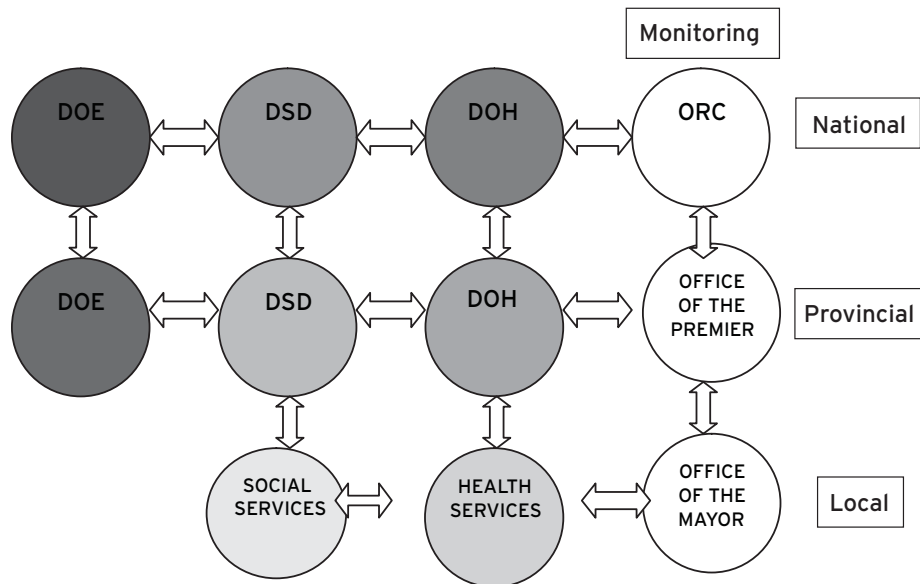 Monitoring
DOE
DSD
DOH
ORC
National
DOE
DSD
DOH
OFFICE
OF THE
PREMIER
Provincial
SOCIAL
SERVICES
HEALTH
SERVICES
OFFICE
OF THE
MAYOR
Local